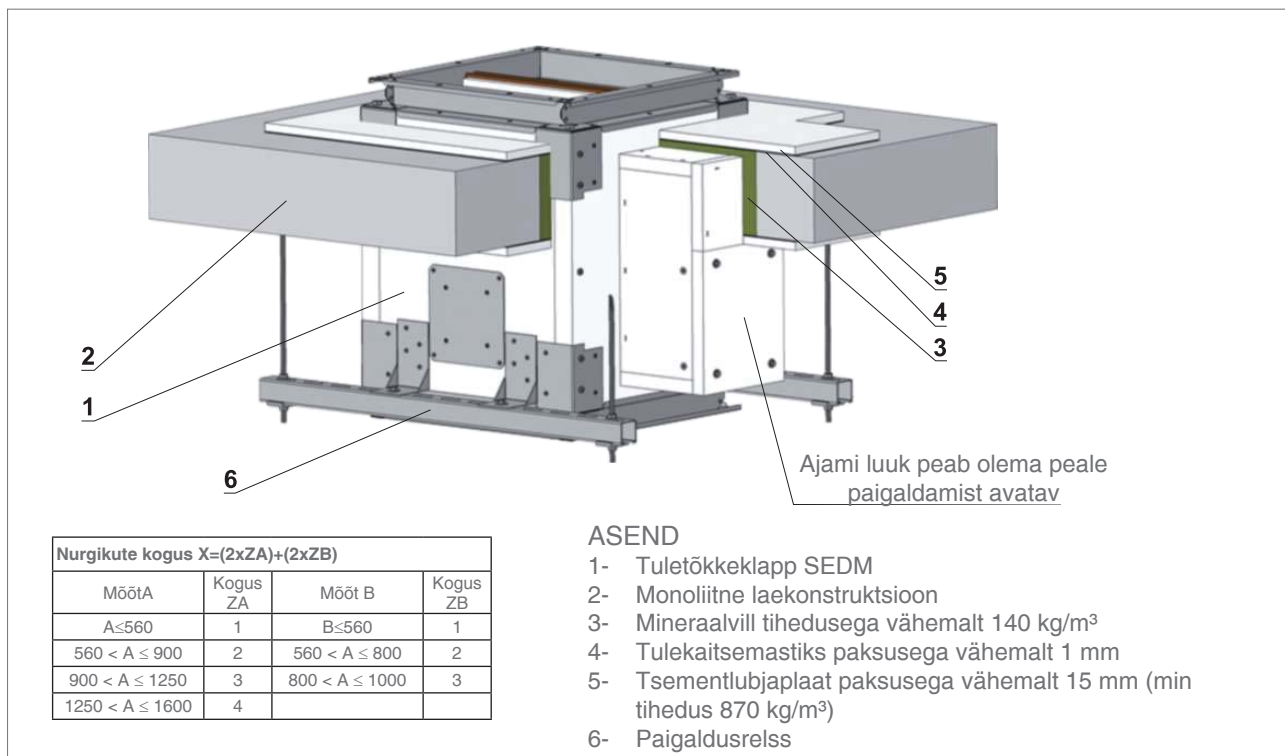 5
4
3
2
1
6
Ajami luuk peab olema peale
paigaldamist avatav
Nurgikute kogus X=(2xZA)+(2xZB)
MõõtA Kogus ZA Mõõt B Kogus ZB
A≤560 1 B≤560 1
560 < A ≤ 900 2 560 < A ≤ 800 2
900 < A ≤ 1250 3 800 < A ≤ 1000 3
1250 < A ≤ 1600 4
ASEND
1- Tuletõkkeklapp SEDM
2- Monoliitne laekonstruktsioon
3- Mineraalvill tihedusega vähemalt 140 kg/m³
4- Tulekaitsemastiks paksusega vähemalt 1 mm
5- Tsementlubjaplaat paksusega vähemalt 15 mm (min
tihedus 870 kg/m³)
6- Paigaldusrelss